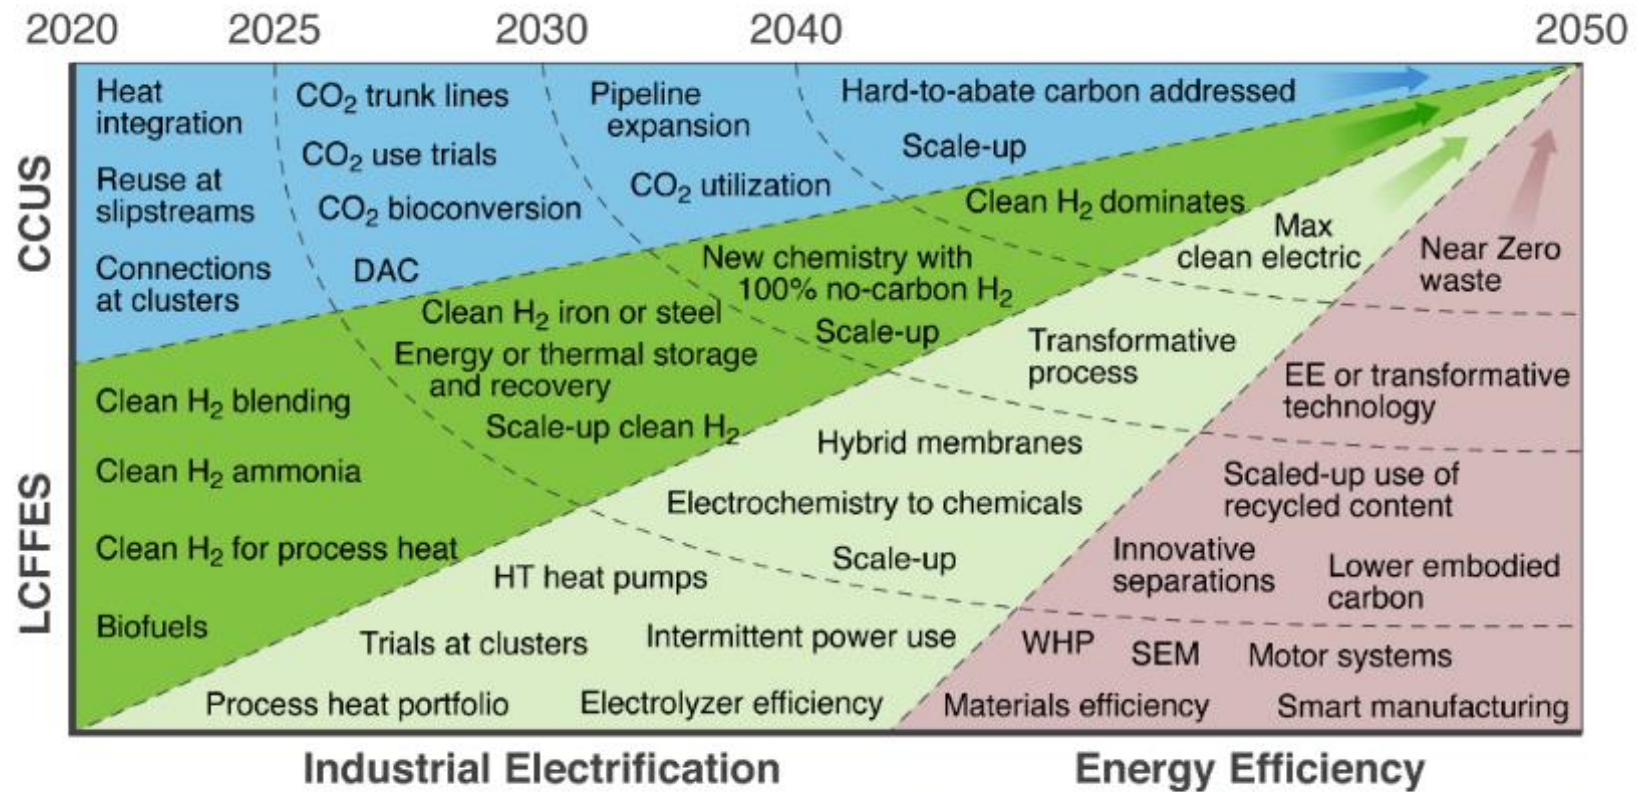 2020 2025 2030 2040 2050
CCUS
LCFFES
Heat
integration
Reuse at
slipstreams
Connections
at clusters
CO₂ trunk lines
CO₂ use trials
CO₂ bioconversion
DAC
Pipeline
expansion
CO₂ utilization
Hard-to-abate carbon addressed
Scale-up
Clean H₂ blending
Clean H₂ ammonia
Clean H₂ for process heat
Biofuels
Clean H₂ iron or steel
Energy or thermal storage
and recovery
Scale-up clean H₂
New chemistry with
100% no-carbon H₂
Scale-up
Clean H₂ dominates
HT heat pumps
Trials at clusters
Intermittent power use
Process heat portfolio
Electrolyzer efficiency
Hybrid membranes
Electrochemistry to chemicals
Scale-up
Transformative
process
Max
clean electric
WHP
SEM
Motor systems
Materials efficiency
Smart manufacturing
Scaled-up use of
recycled content
Innovative
separations
Lower embodied
carbon
EE or transformative
technology
Near Zero
waste
Industrial Electrification
Energy Efficiency